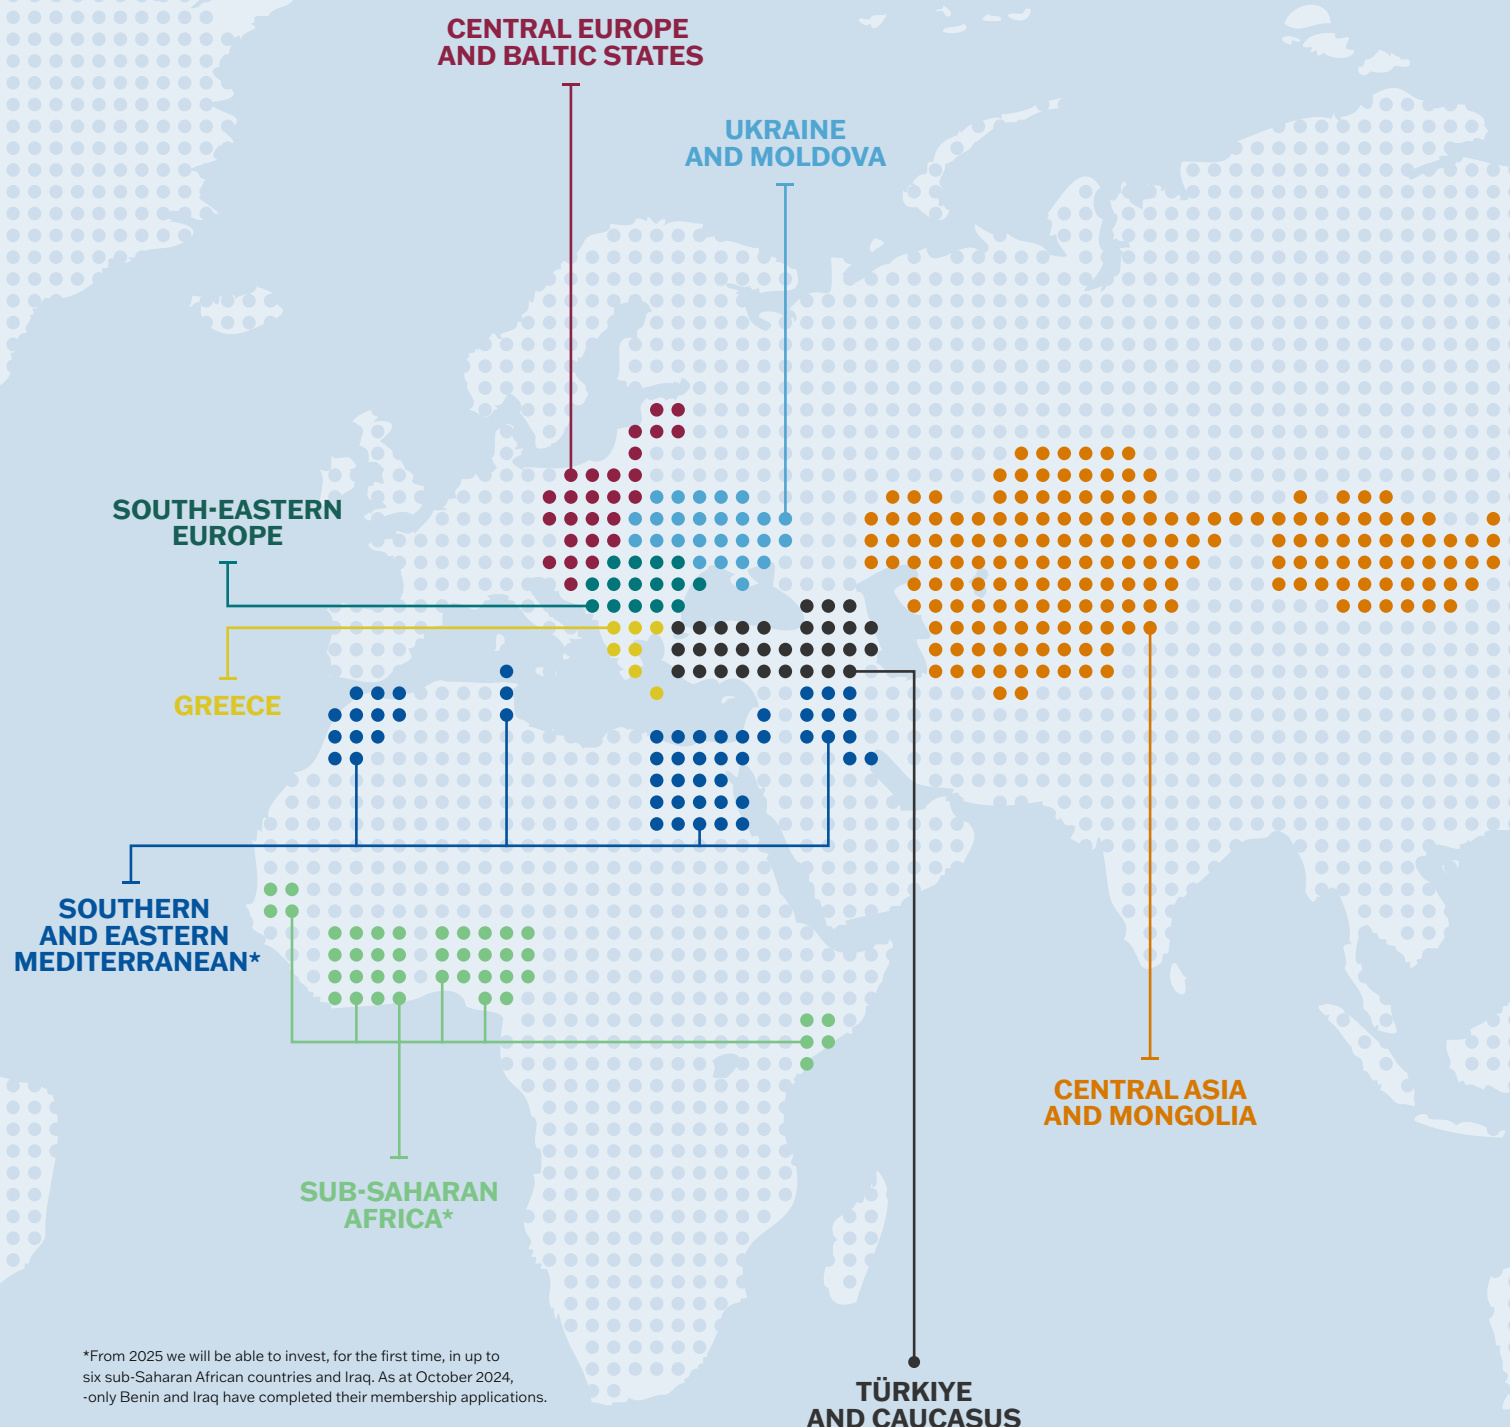 CENTRAL EUROPE
AND BALTIC STATES
UKRAINE
AND MOLDOVA
SOUTH-EASTERN
EUROPE
GREECE
SOUTHERN
AND EASTERN
MEDITERRANEAN*
CENTRAL ASIA
AND MONGOLIA
SUB-SAHARAN
AFRICA*
*From 2025 we will be able to invest, for the first time, in up to
six sub-Saharan African countries and Iraq. As at October 2024,
-only Benin and Iraq have completed their membership applications.
TÜRKIYE
AND CAUCASUS